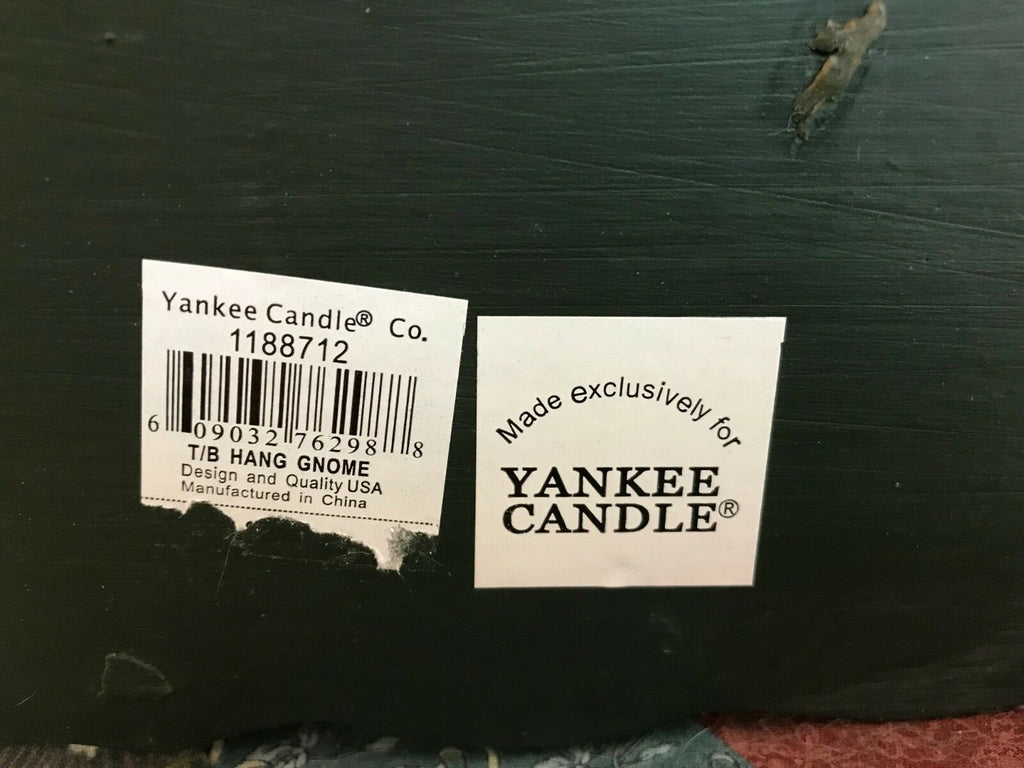 Yankee Candle® Co.
1188712
6 09032 76298 8
T/B HANG GNOME
Design and Quality USA
Manufactured in China
Made exclusively for
YANKEE
CANDLE®